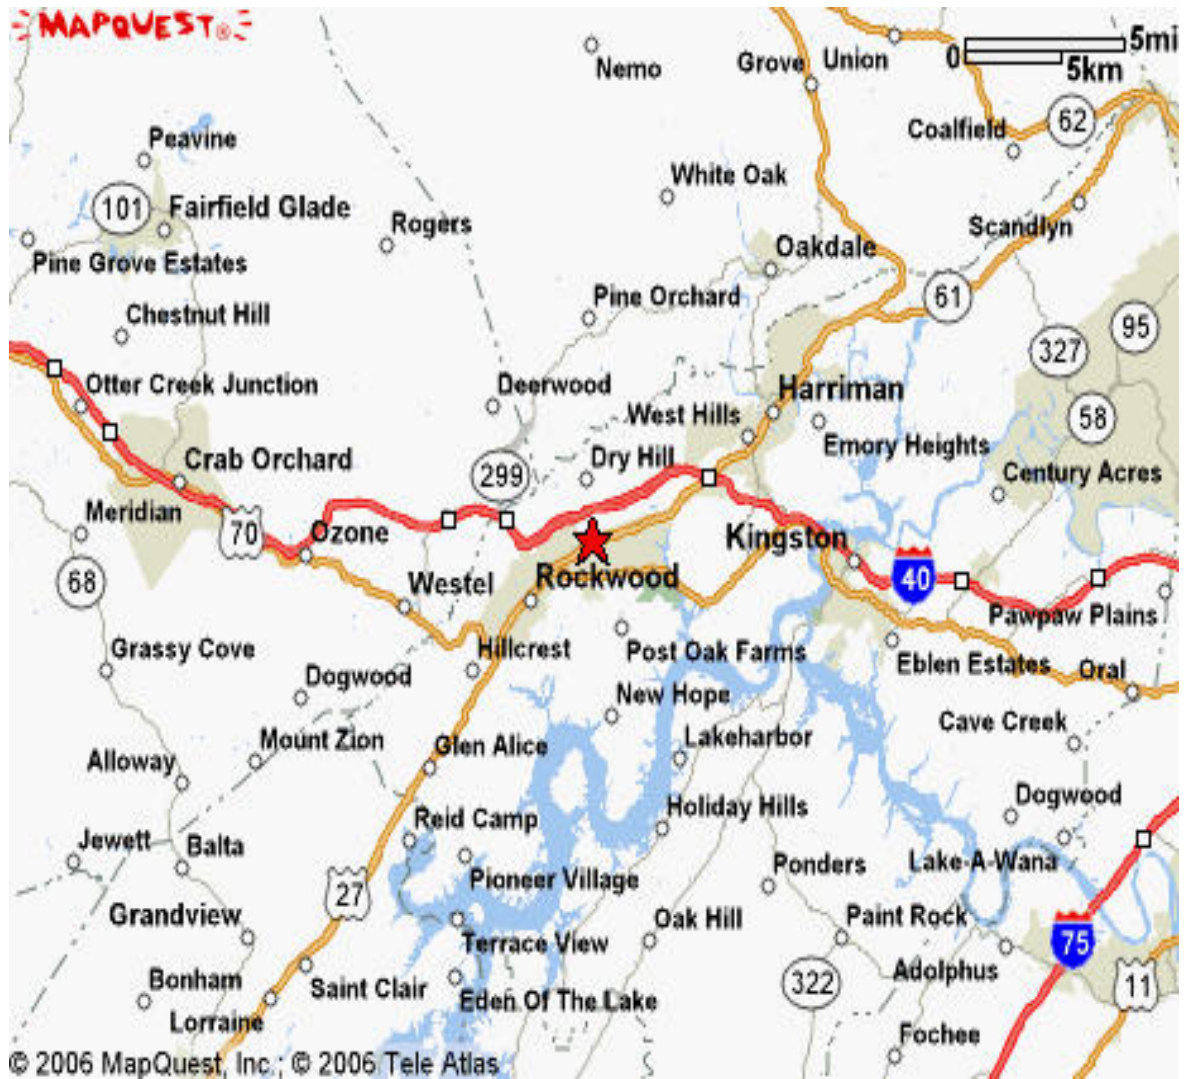 MAPQUEST®
0 5mi
5km
Nemo
Grove
Union
62
Coalfield
Peavine
White Oak
101
Fairfield Glade
Rogers
Scandlyn
Oakdale
Pine Grove Estates
Pine Orchard
61
Chestnut Hill
95
327
Otter Creek Junction
Deerwood
Harriman
West Hills
58
Emory Heights
Crab Orchard
Dry Hill
299
Century Acres
Meridian
70
Ozone
Kingston
40
68
Westel
Rockwood
Pawpaw Plains
Grassy Cove
Hillcrest
Post Oak Farms
Eblen Estates
Oral
Dogwood
New Hope
Cave Creek
Mount Zion
Glen Alice
Lakeharbor
Alloway
Dogwood
Holiday Hills
Reid Camp
Jewett
Balta
Lake-A-Wana
Ponders
Pioneer Village
27
Grandview
Oak Hill
Paint Rock
Terrace View
75
Adolphus
Bonham
Saint Clair
Eden Of The Lake
322
11
Lorraine
Fochee
© 2006 MapQuest, Inc.; © 2006 Tele Atlas